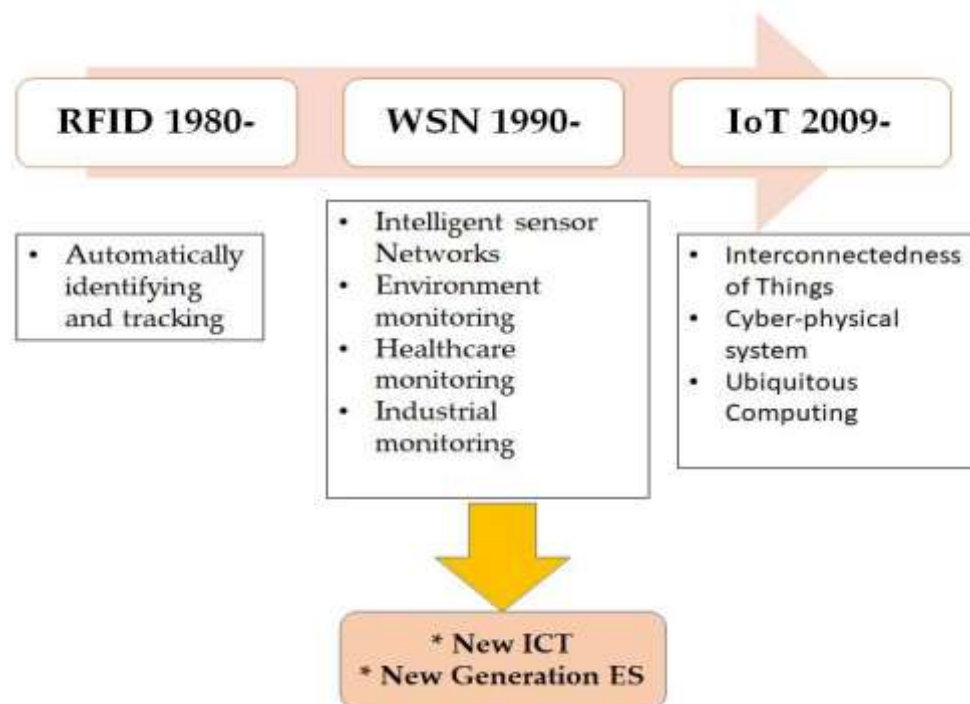 RFID 1980-
WSN 1990-
IoT 2009-
• Automatically
identifying
and tracking
• Intelligent sensor
Networks
• Environment
monitoring
• Healthcare
monitoring
• Industrial
monitoring
• Interconnectedness
of Things
• Cyber-physical
system
• Ubiquitous
Computing
* New ICT
* New Generation ES